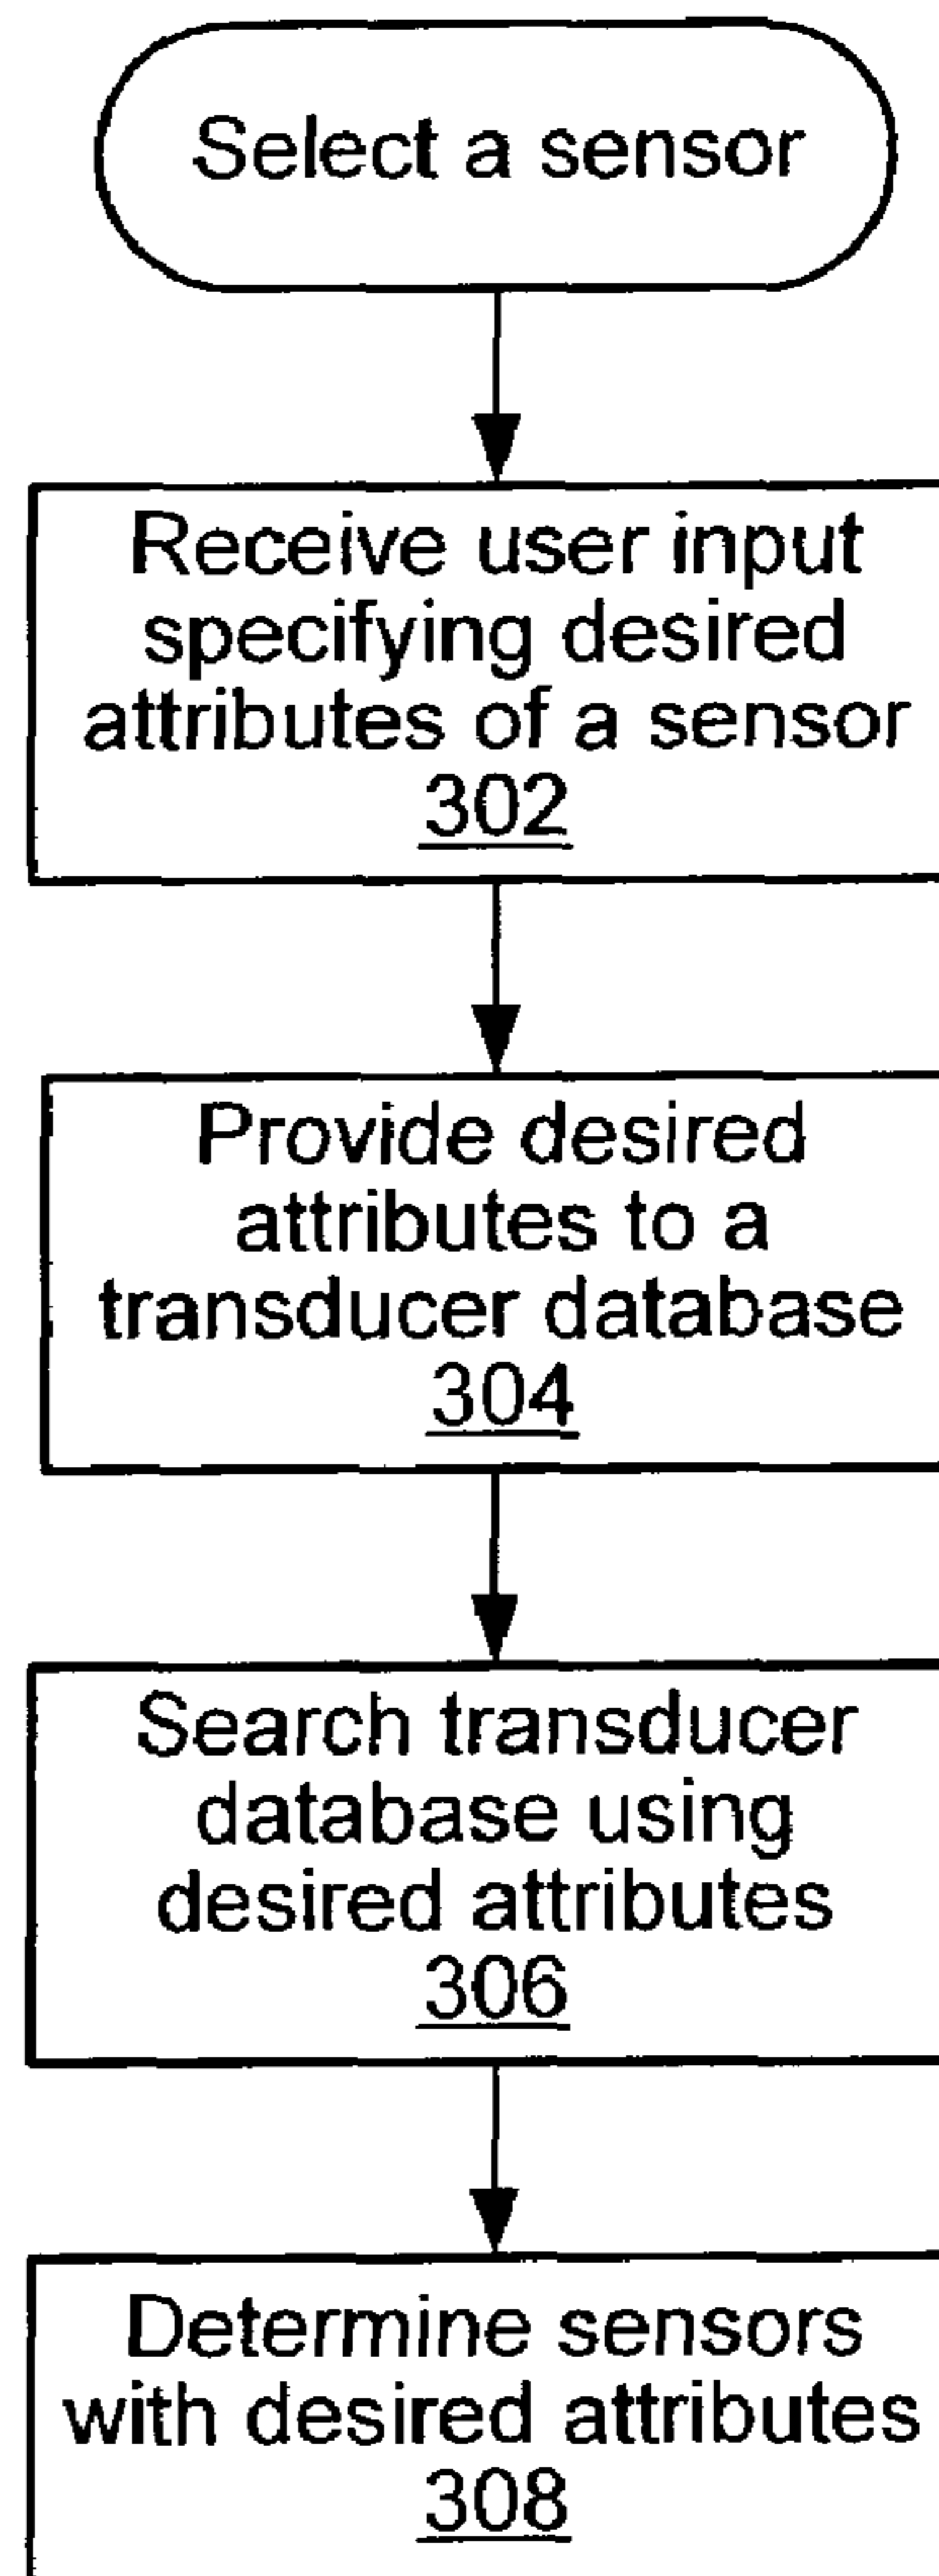 Select a sensor
Receive user input
specifying desired
attributes of a sensor
302
Provide desired
attributes to a
transducer database
304
Search transducer
database using
desired attributes
306
Determine sensors
with desired attributes
308